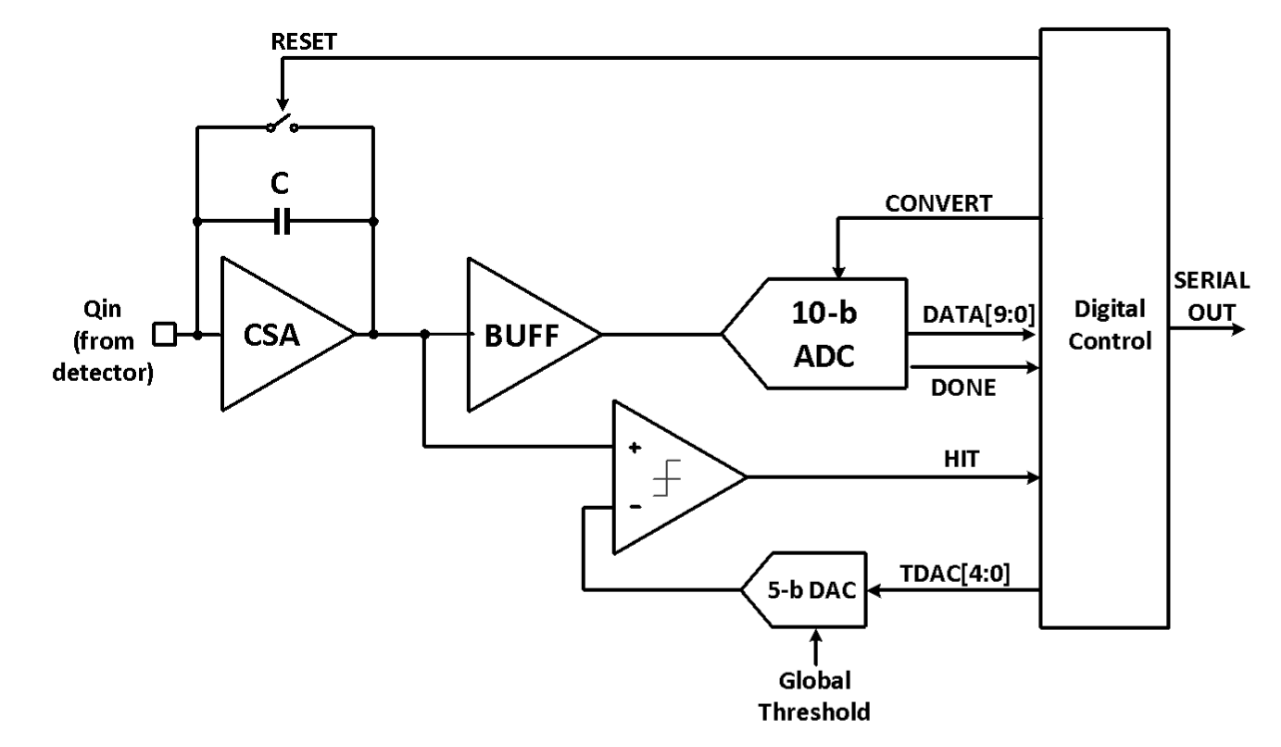 RESET
C
CONVERT
Qin
(from
detector)
CSA
BUFF
10-b
ADC
DATA[9:0]
DONE
Digital
Control
SERIAL
OUT
+
-
HIT
5-b DAC
TDAC[4:0]
Global
Threshold